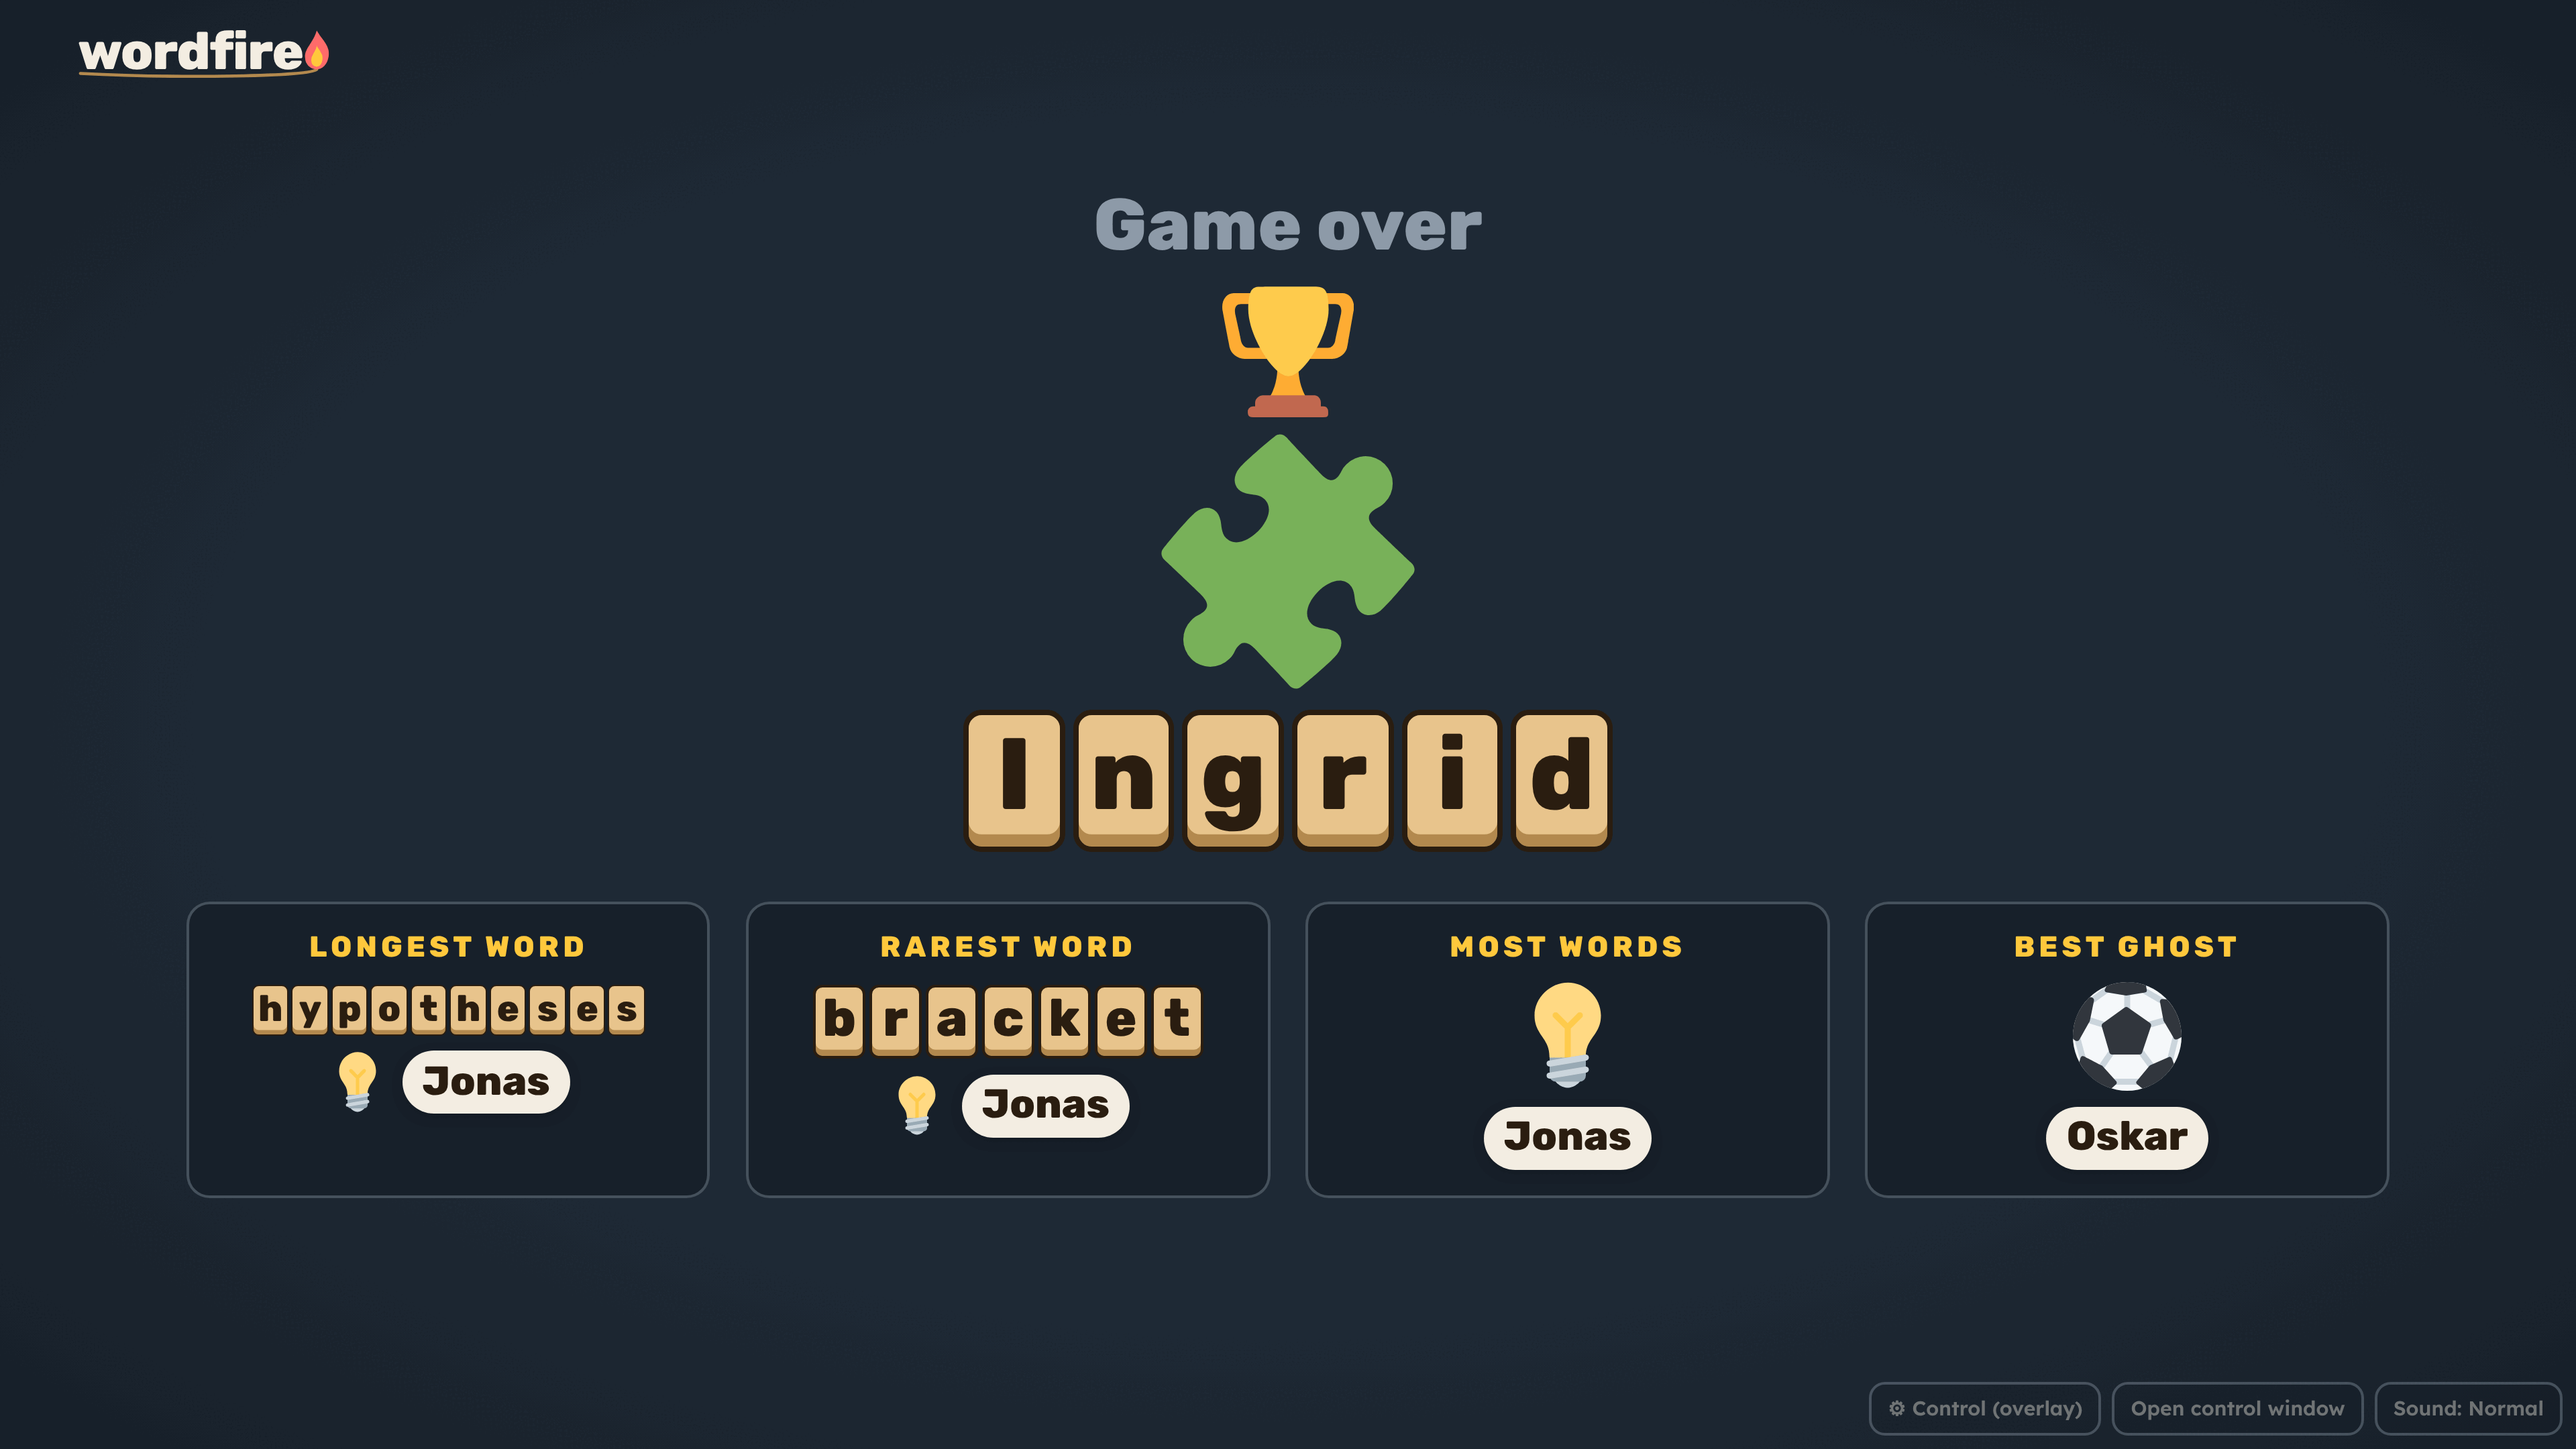 wordfire
Game over
Ingrid
LONGEST WORD
hypotheses
Jonas
RAREST WORD
bracket
Jonas
MOST WORDS
Jonas
BEST GHOST
Oskar
⚙ Control (overlay)
Open control window
Sound: Normal